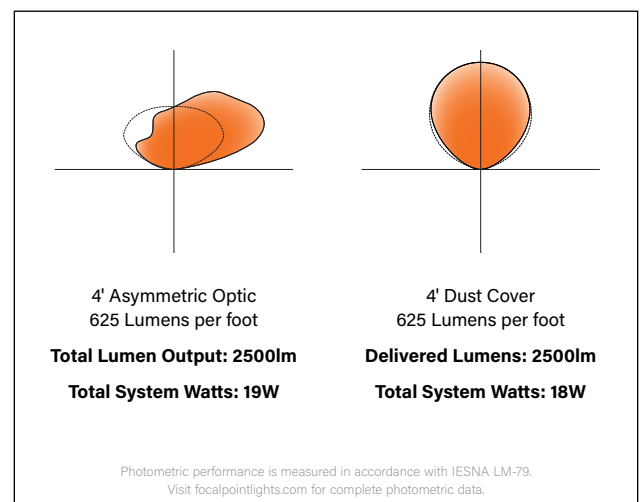 4' Asymmetric Optic
625 Lumens per foot
Total Lumen Output: 2500lm
Total System Watts: 19W
4' Dust Cover
625 Lumens per foot
Delivered Lumens: 2500lm
Total System Watts: 18W
Photometric performance is measured in accordance with IESNA LM-79.
Visit focalpointlights.com for complete photometric data.